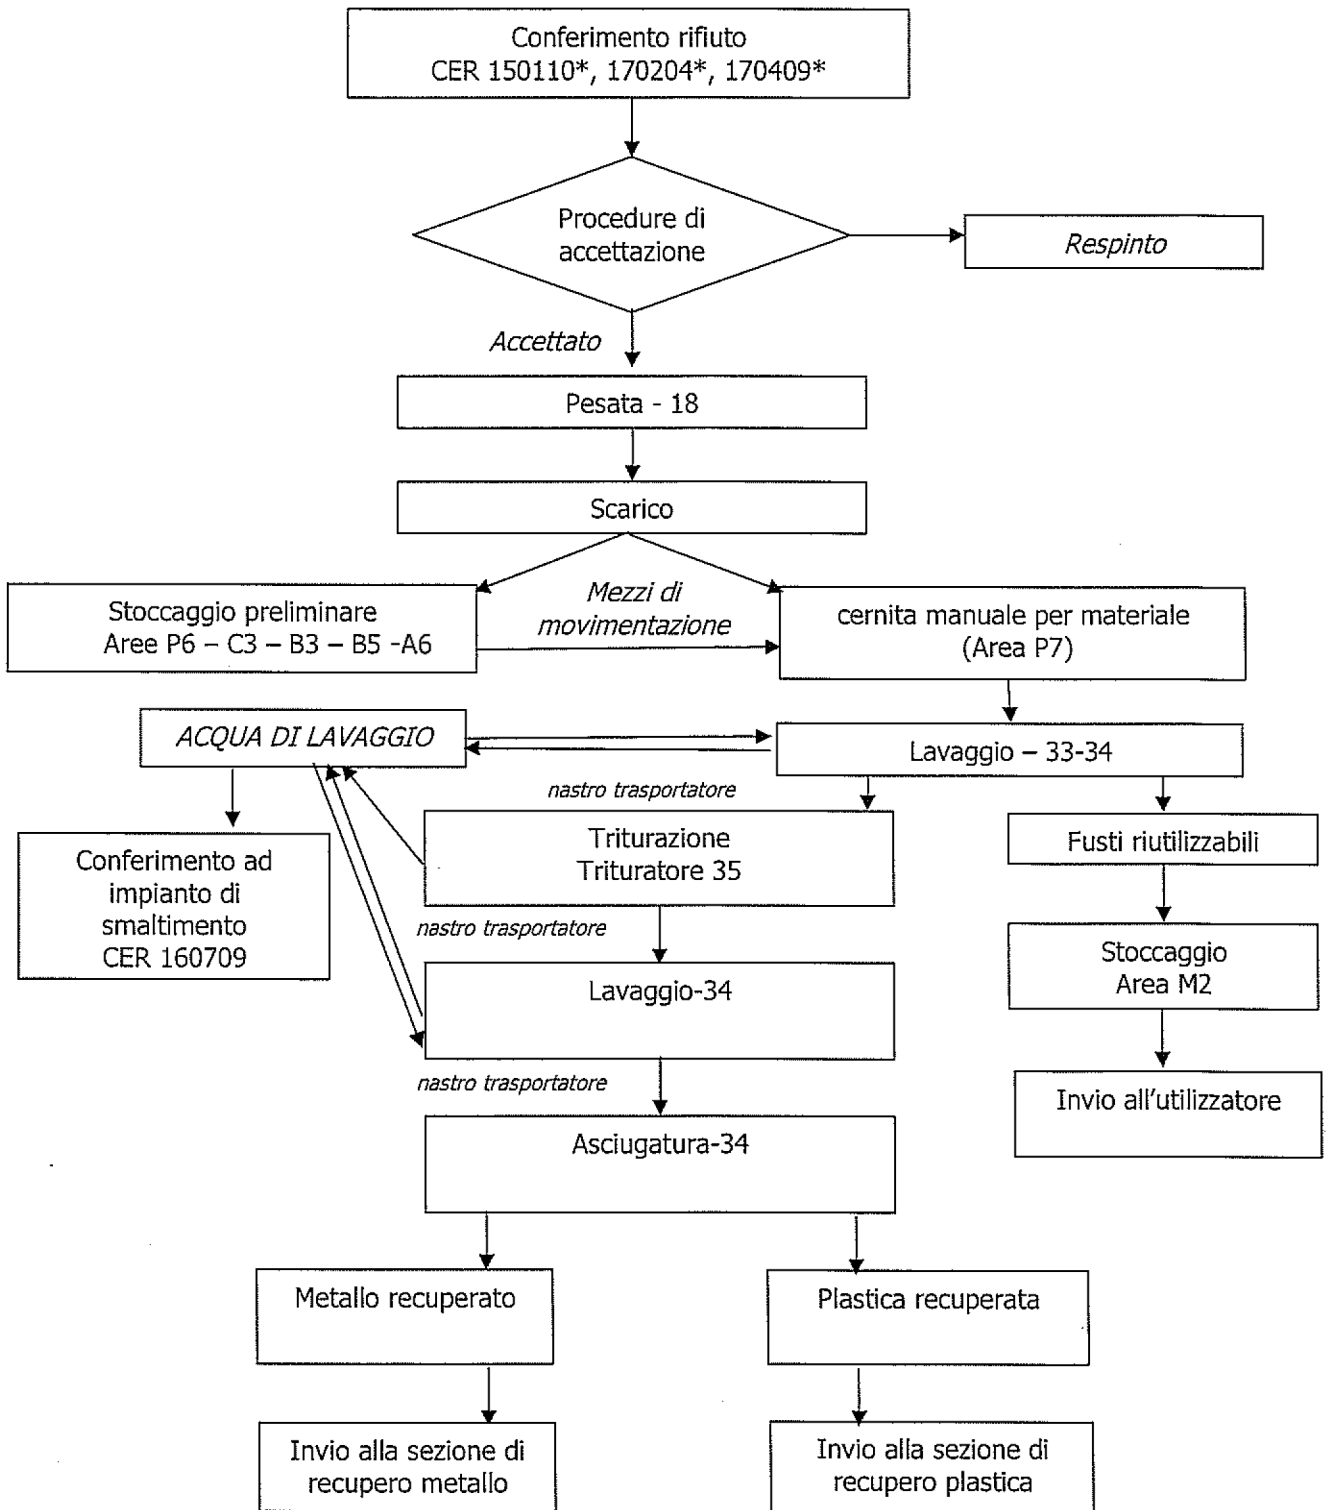 Conferimento rifiuto
CER 150110*, 170204*, 170409*
Procedure di
accettazione
Respinto
Accettato
Pesata - 18
Scarico
Stoccaggio preliminare
Aree P6 – C3 – B3 – B5 -A6
Mezzi di
movimentazione
cernita manuale per materiale
(Area P7)
ACQUA DI LAVAGGIO
Lavaggio – 33-34
nastro trasportatore
Conferimento ad
impianto di
smaltimento
CER 160709
Triturazione
Trituratore 35
Fusti riutilizzabili
nastro trasportatore
Stoccaggio
Area M2
Lavaggio-34
nastro trasportatore
Invio all'utilizzatore
Asciugatura-34
Metallo recuperato
Plastica recuperata
Invio alla sezione di
recupero metallo
Invio alla sezione di
recupero plastica